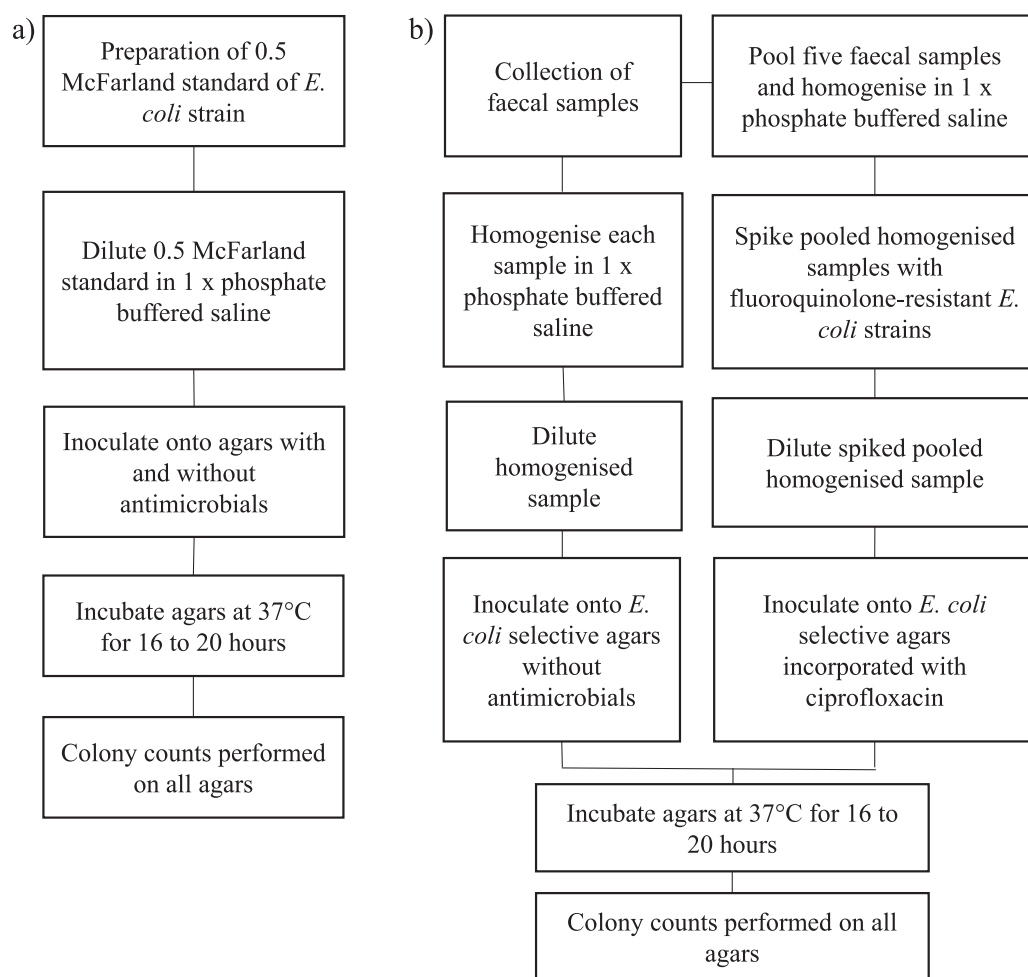 a)
Preparation of 0.5
McFarland standard of E.
coli strain
Dilute 0.5 McFarland
standard in 1 x phosphate
buffered saline
Inoculate onto agars with
and without
antimicrobials
Incubate agars at 37°C
for 16 to 20 hours
Colony counts performed
on all agars
b)
Collection of
faecal samples
Pool five faecal samples
and homogenise in 1 x
phosphate buffered saline
Homogenise each
sample in 1 x
phosphate buffered
saline
Spike pooled homogenised
samples with
fluoroquinolone-resistant E.
coli strains
Dilute
homogenised
sample
Dilute spiked pooled
homogenised sample
Inoculate onto E.
coli selective agars
without
antimicrobials
Inoculate onto E. coli
selective agars
incorporated with
ciprofloxacin
Incubate agars at 37°C for 16 to
20 hours
Colony counts performed on all
agars